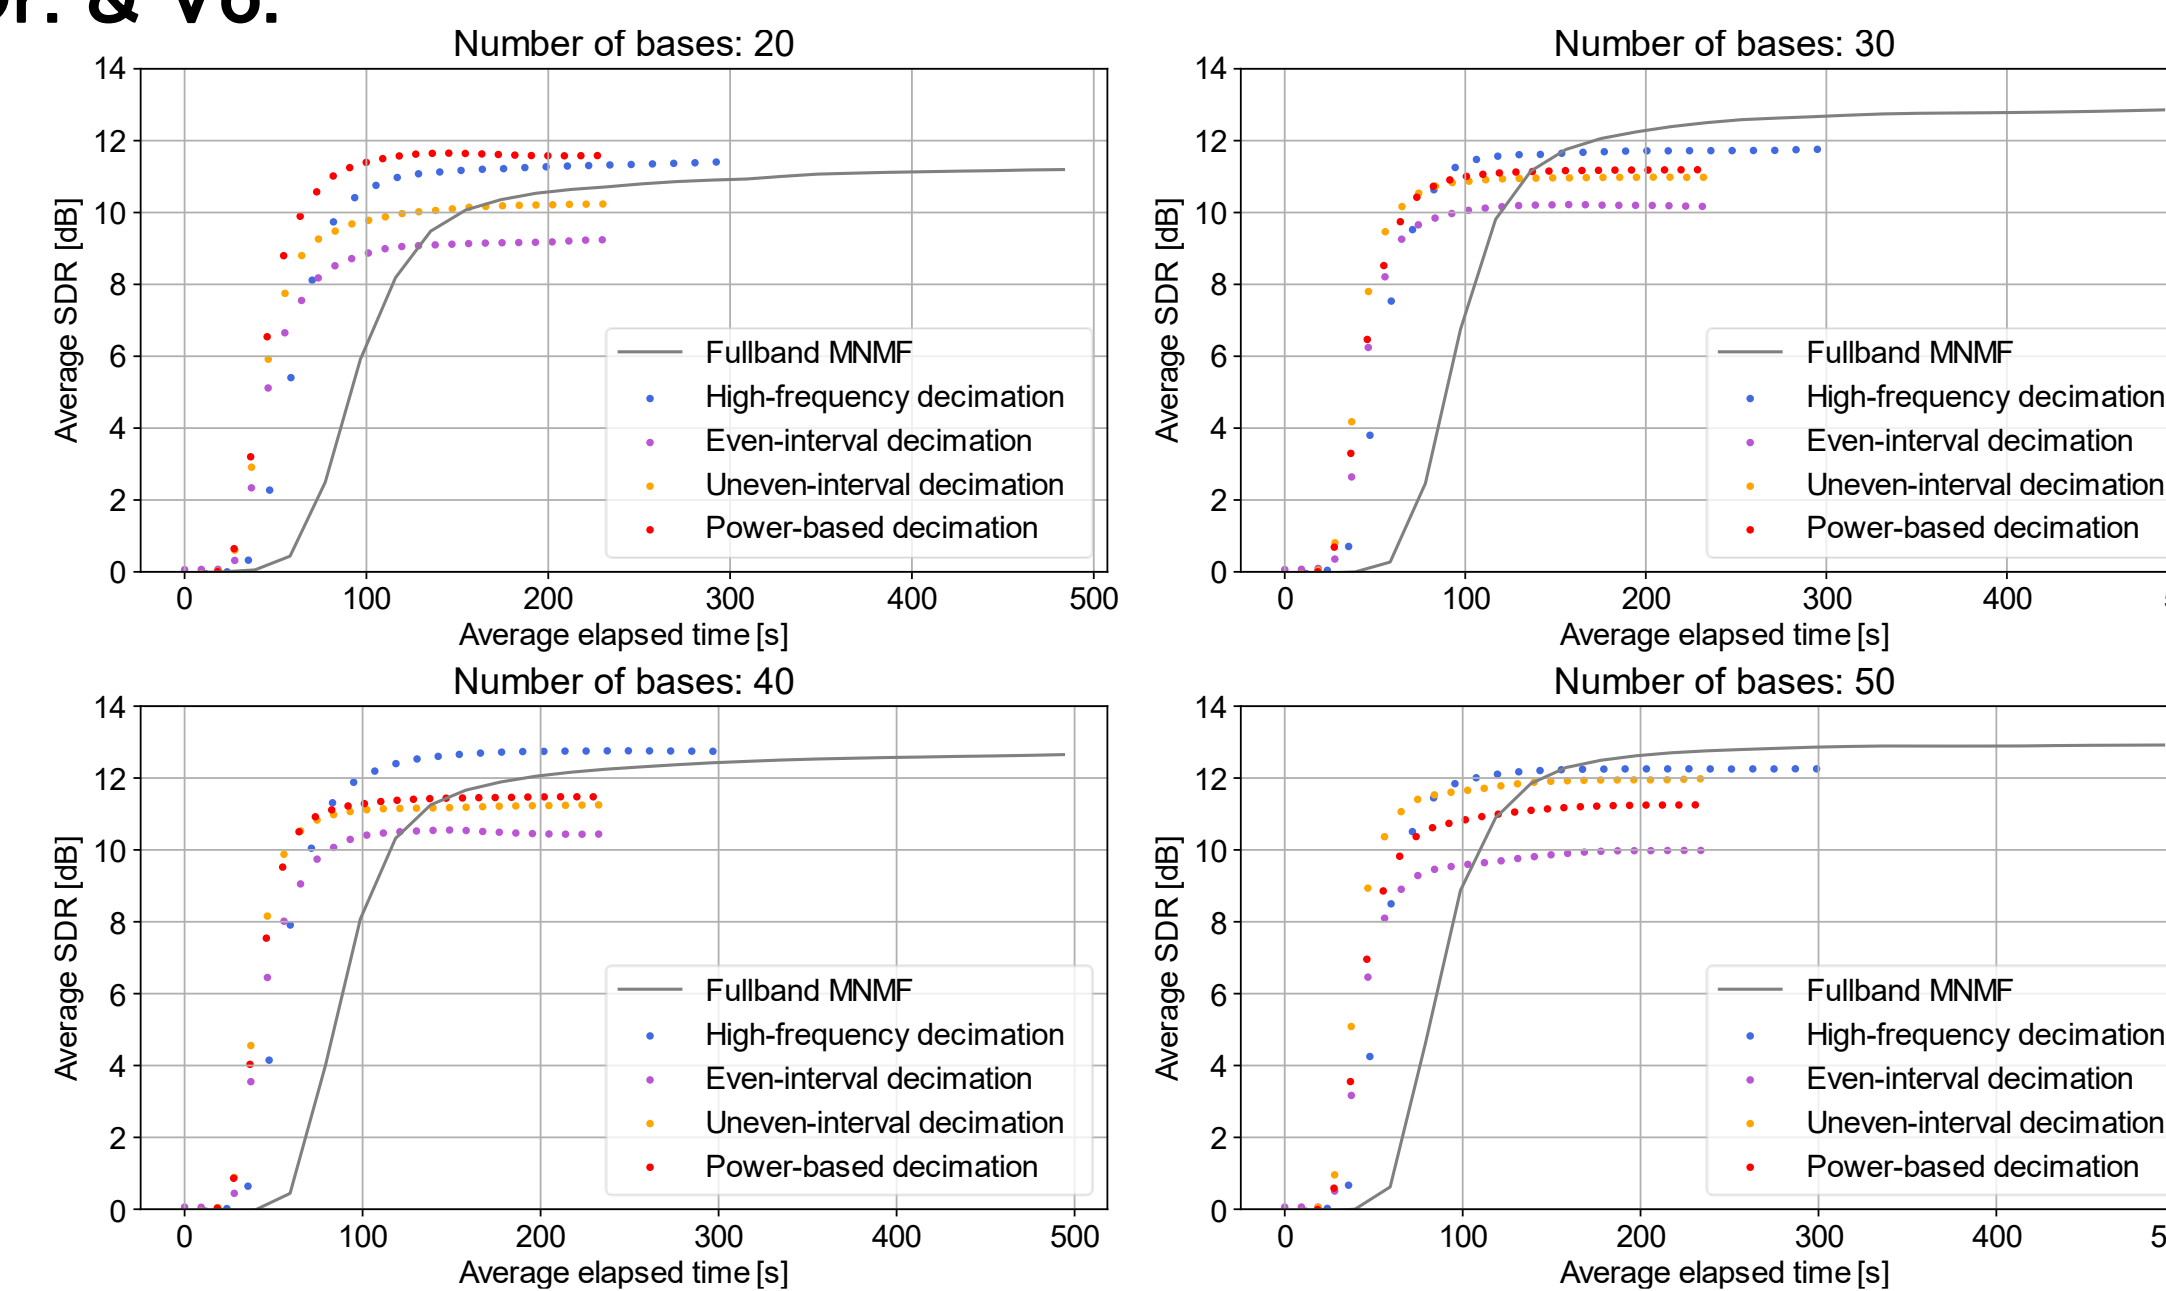 Dr. & Vo.
Number of bases: 20
14
12
10
8
6
4
2
0
Average SDR [dB]
Fullband MNMF
High-frequency decimation
Even-interval decimation
Uneven-interval decimation
Power-based decimation
0 100 200 300 400 500
Average elapsed time [s]
Number of bases: 30
14
12
10
8
6
4
2
0
Average SDR [dB]
Fullband MNMF
High-frequency decimation
Even-interval decimation
Uneven-interval decimation
Power-based decimation
0 100 200 300 400
Average elapsed time [s]
Number of bases: 40
14
12
10
8
6
4
2
0
Average SDR [dB]
Fullband MNMF
High-frequency decimation
Even-interval decimation
Uneven-interval decimation
Power-based decimation
0 100 200 300 400 500
Average elapsed time [s]
Number of bases: 50
14
12
10
8
6
4
2
0
Average SDR [dB]
Fullband MNMF
High-frequency decimation
Even-interval decimation
Uneven-interval decimation
Power-based decimation
0 100 200 300 400 5
Average elapsed time [s]